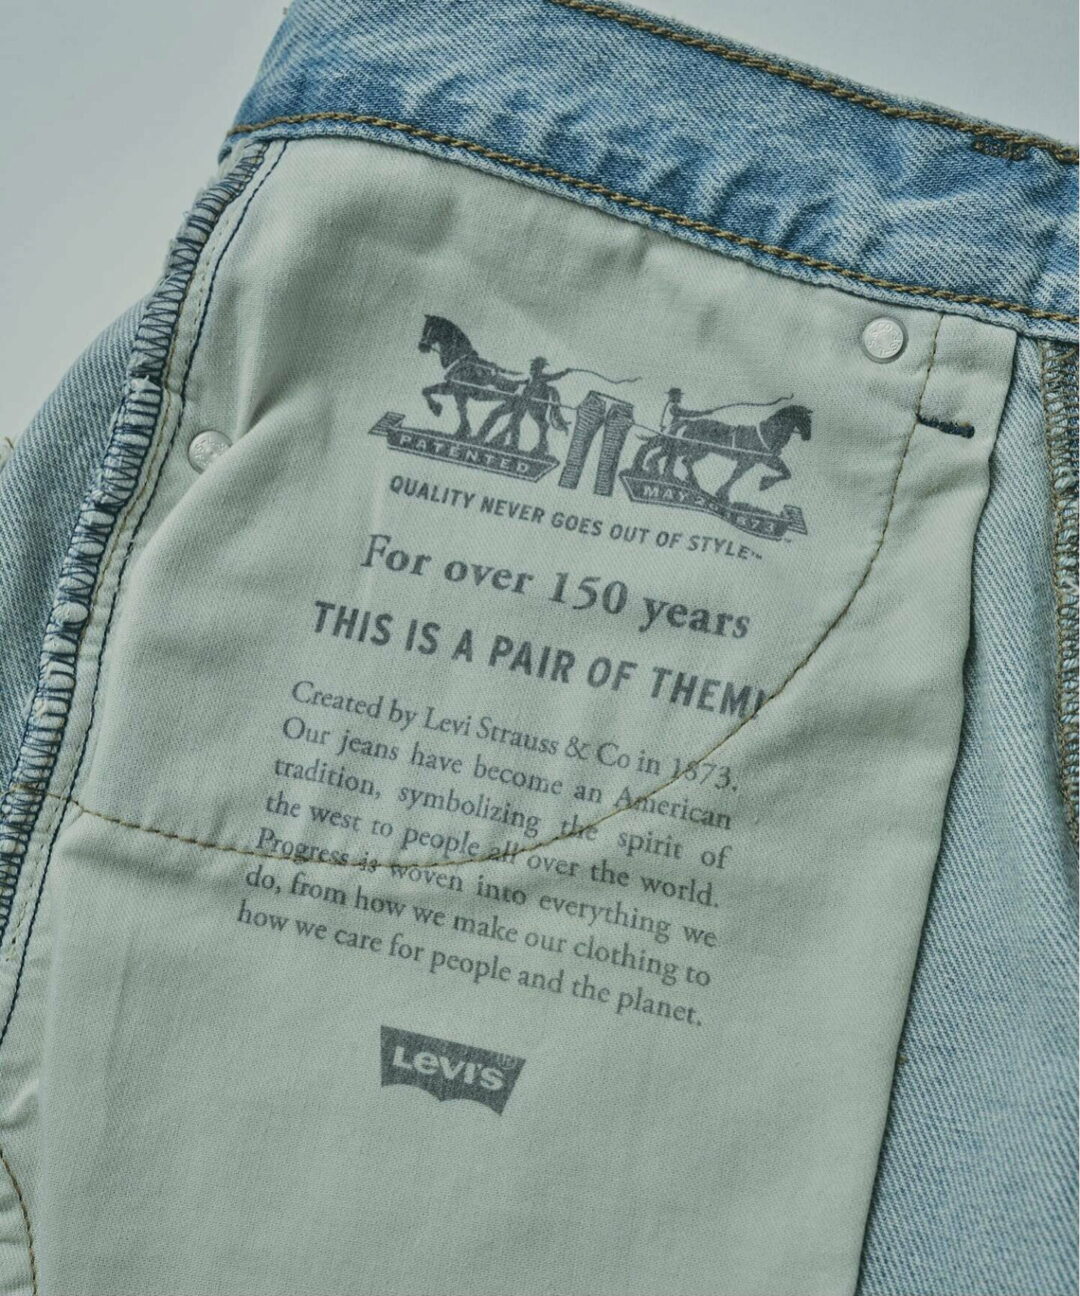 PATENTED
MAY 20 1873
QUALITY NEVER GOES OUT OF STYLE™
For over 150 years
THIS IS A PAIR OF THEM!
Created by Levi Strauss & Co in 1873.
Our jeans have become an American
tradition, symbolizing the spirit of
the west to people all over the world.
Progress is woven into everything we
do, from how we make our clothing to
how we care for people and the planet.
Levi's®